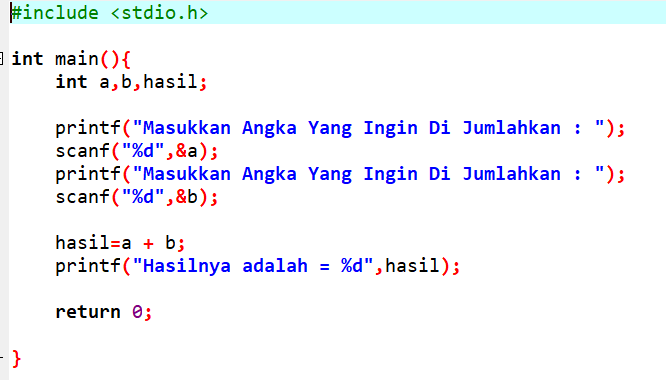 #include <stdio.h>
int main(){
int a,b,hasil;
printf("Masukkan Angka Yang Ingin Di Jumlahkan : ");
scanf("%d",&a);
printf("Masukkan Angka Yang Ingin Di Jumlahkan : ");
scanf("%d",&b);
hasil=a + b;
printf("Hasilnya adalah = %d",hasil);
return 0;
}